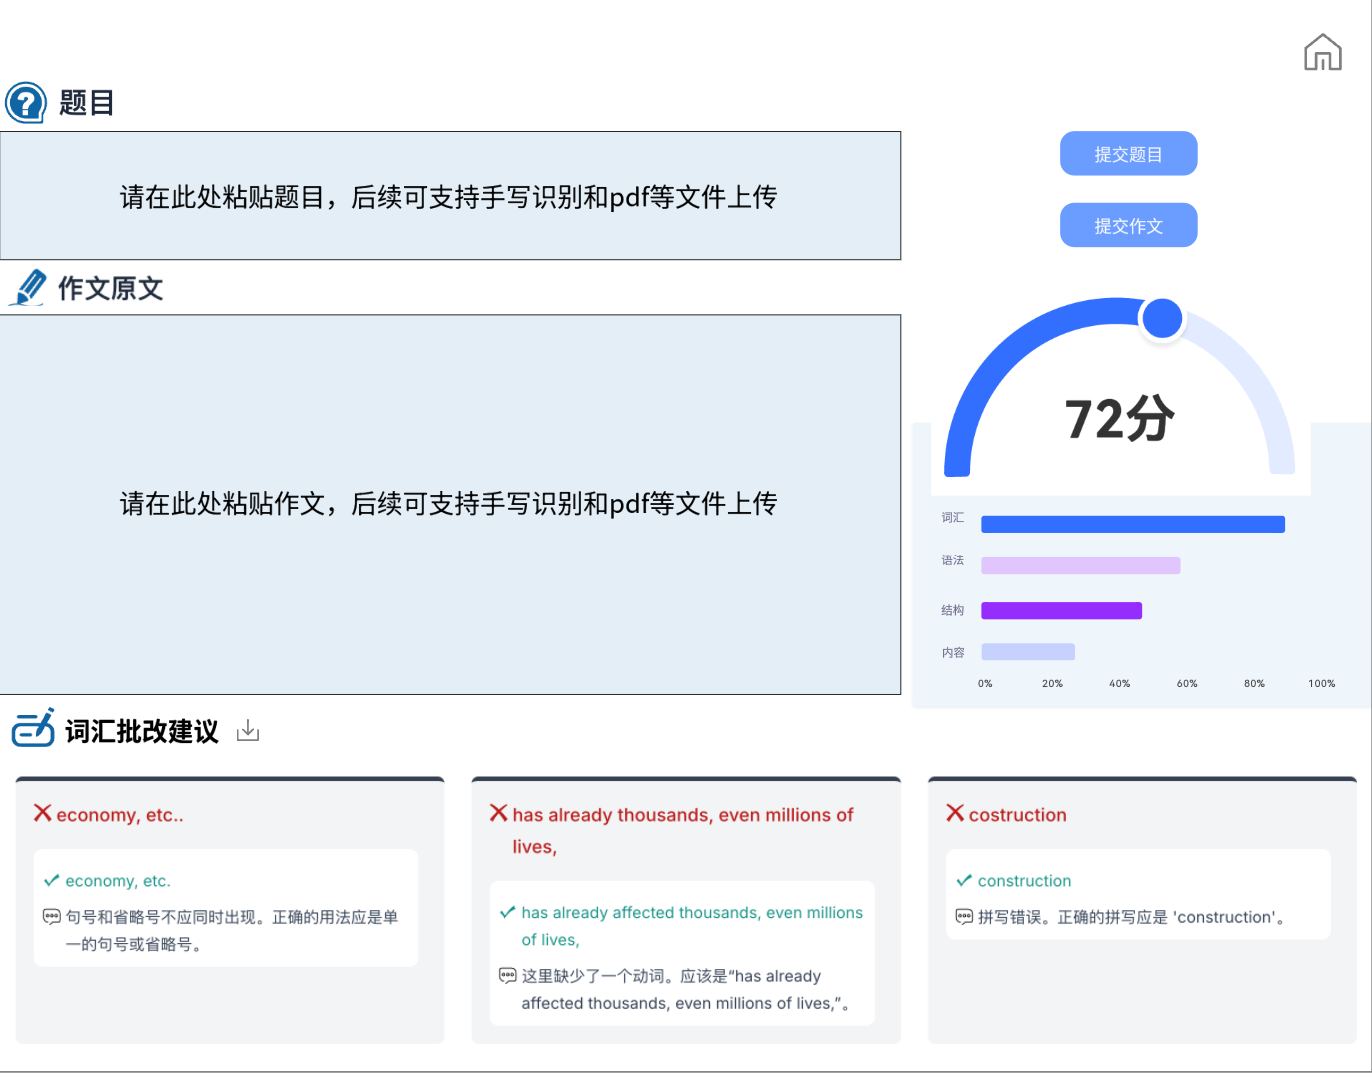 题目
请在此处粘贴题目，后续可支持手写识别和pdf等文件上传
提交题目
提交作文
作文原文
请在此处粘贴作文，后续可支持手写识别和pdf等文件上传
72分
词汇
语法
结构
内容
0% 20% 40% 60% 80% 100%
词汇批改建议
economy, etc..
economy, etc.
句号和省略号不应同时出现。正确的用法应是单
一的句号或省略号。
has already thousands, even millions of
lives,
has already affected thousands, even millions
of lives,
这里缺少了一个动词。应该是“has already
affected thousands, even millions of lives,”。
costruction
construction
拼写错误。正确的拼写应是 'construction'。